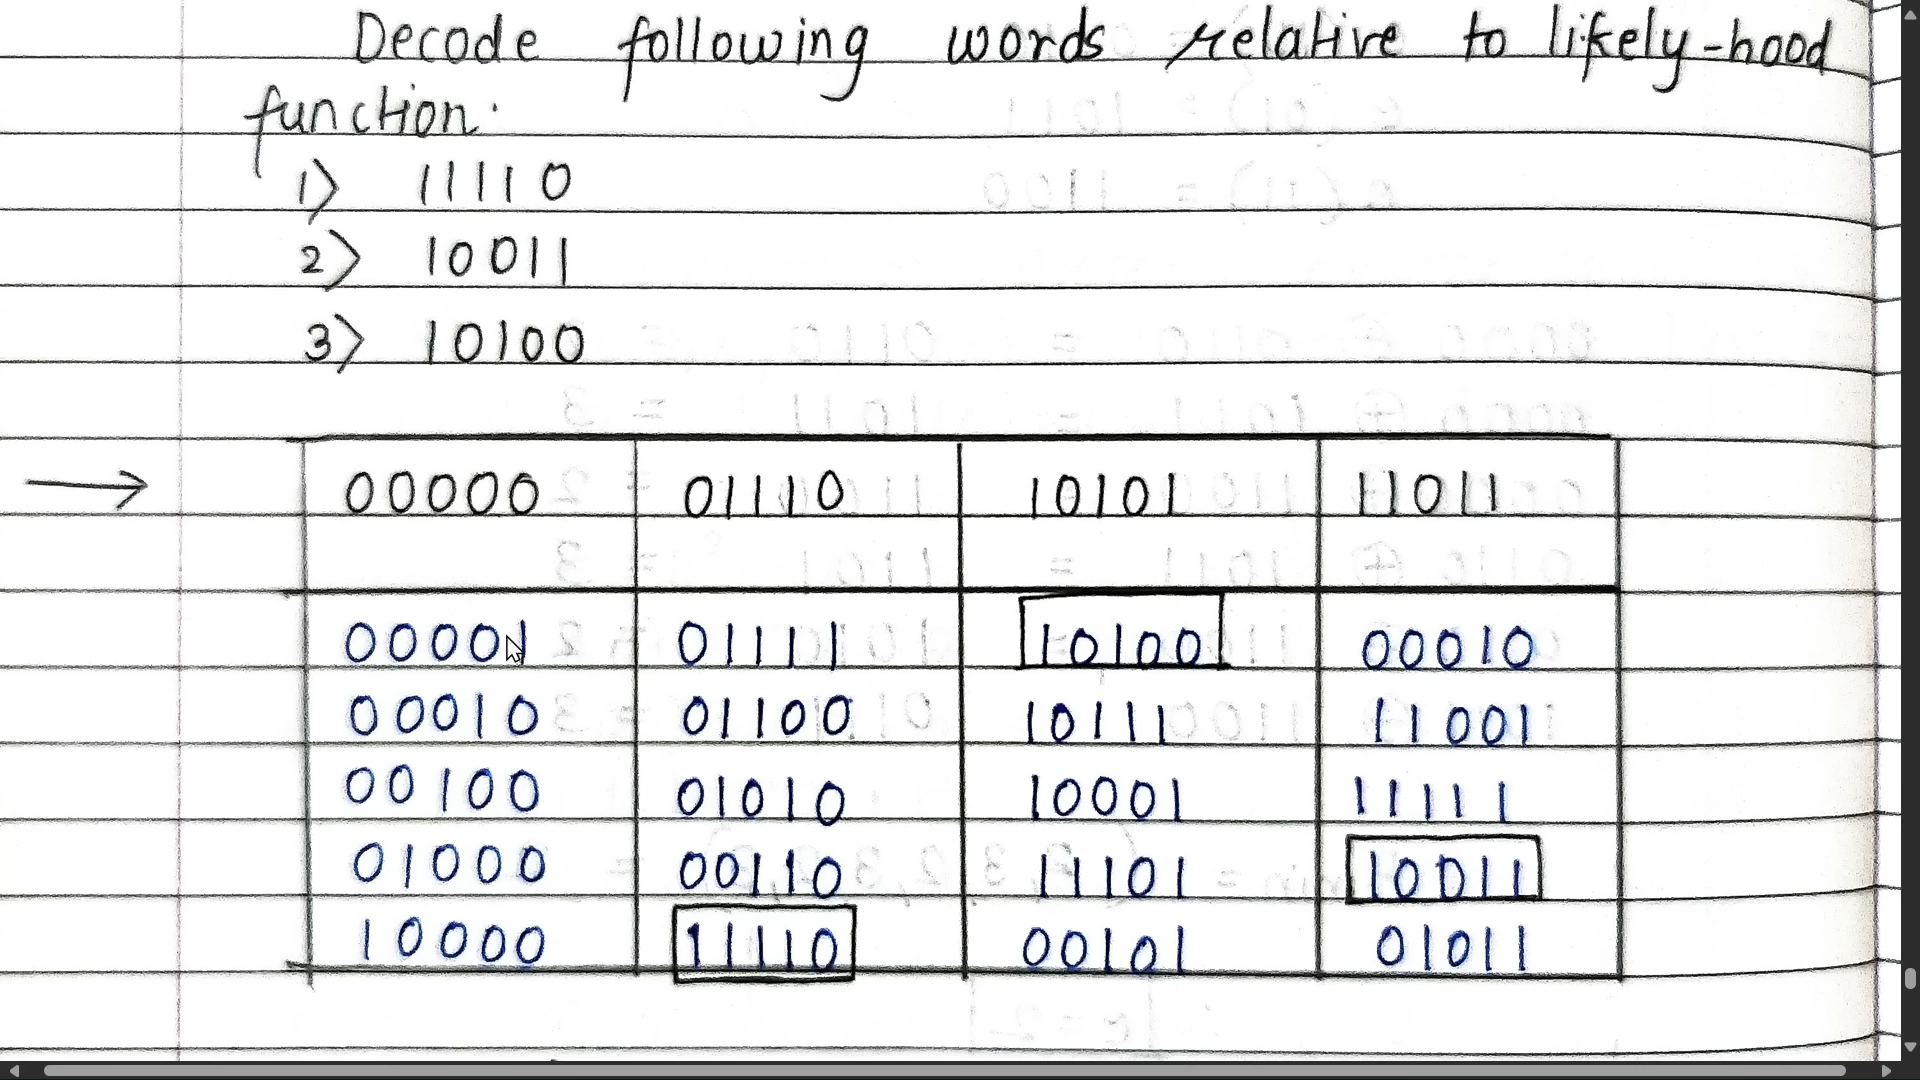 Decode following words relative to likely-hood
function.
1) 11110
2) 10011
3) 10100
→ 00000 01110 10101 11011
00001 01111 10100 00010
00010 01100 10111 11001
00100 01010 10001 11111
01000 00110 11101 10011
10000 11110 00101 01011